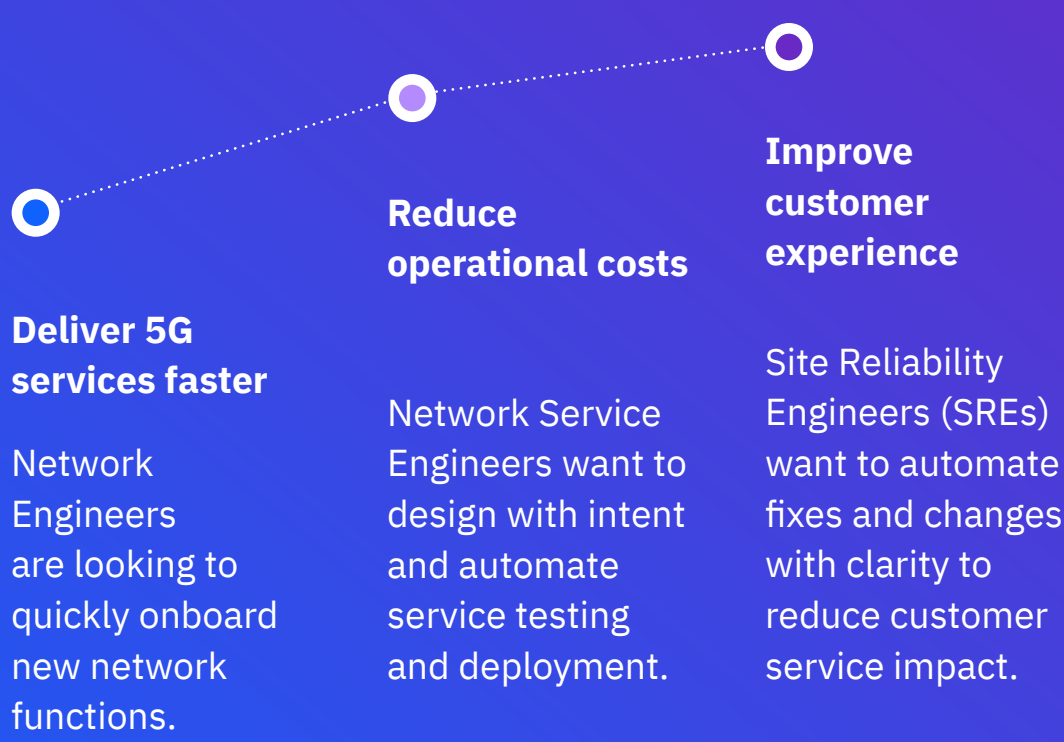 Deliver 5G
services faster
Network
Engineers
are looking to
quickly onboard
new network
functions.
Reduce
operational costs
Network Service
Engineers want to
design with intent
and automate
service testing
and deployment.
Improve
customer
experience
Site Reliability
Engineers (SREs)
want to automate
fixes and changes
with clarity to
reduce customer
service impact.